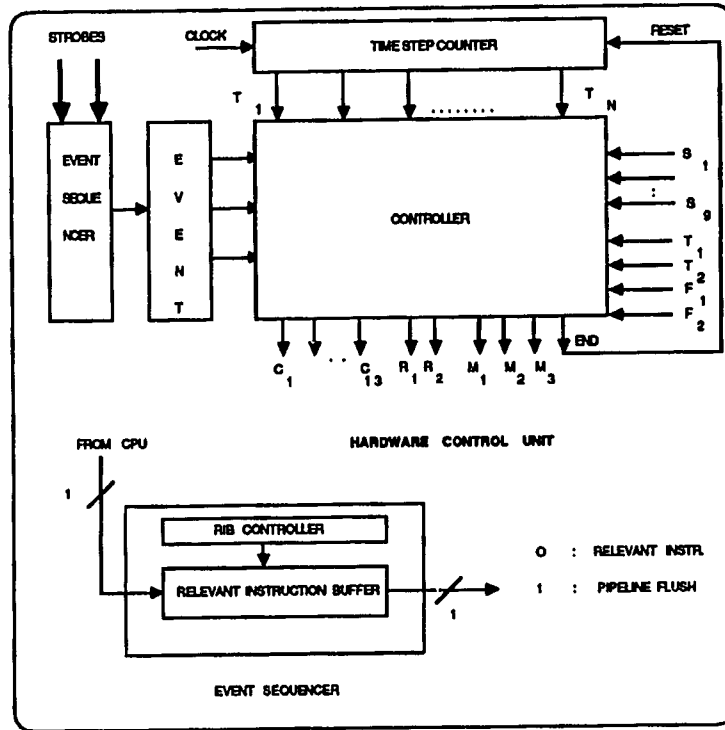 STROBES
CLOCK
TIME STEP COUNTER
RESET
T 1 ........ T N
EVENT
SEQUE
NCER
E
V
E
N
T
CONTROLLER
S 1
:
S 9
T 1
T 2
F 1
F 2
C 1 . . C 13 R 1 R 2 M 1 M 2 M 3 END
FROM CPU
HARDWARE CONTROL UNIT
1
RIB CONTROLLER
RELEVANT INSTRUCTION BUFFER
1
O : RELEVANT INSTR.
1 : PIPELINE FLUSH
EVENT SEQUENCER